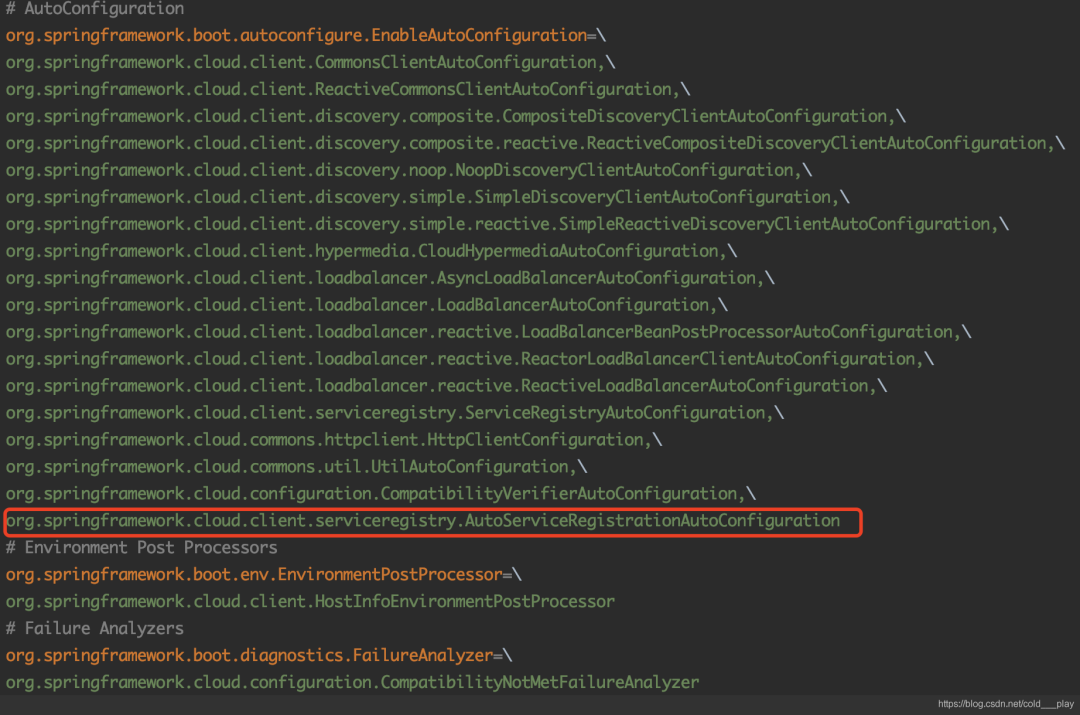 # AutoConfiguration
org.springframework.boot.autoconfigure.EnableAutoConfiguration=\
org.springframework.cloud.client.CommonsClientAutoConfiguration,\
org.springframework.cloud.client.ReactiveCommonsClientAutoConfiguration,\
org.springframework.cloud.client.discovery.composite.CompositeDiscoveryClientAutoConfiguration,\
org.springframework.cloud.client.discovery.composite.reactive.ReactiveCompositeDiscoveryClientAutoConfiguration,\
org.springframework.cloud.client.discovery.noop.NoopDiscoveryClientAutoConfiguration,\
org.springframework.cloud.client.discovery.simple.SimpleDiscoveryClientAutoConfiguration,\
org.springframework.cloud.client.discovery.simple.reactive.SimpleReactiveDiscoveryClientAutoConfiguration,\
org.springframework.cloud.client.hypermedia.CloudHypermediaAutoConfiguration,\
org.springframework.cloud.client.loadbalancer.AsyncLoadBalancerAutoConfiguration,\
org.springframework.cloud.client.loadbalancer.LoadBalancerAutoConfiguration,\
org.springframework.cloud.client.loadbalancer.reactive.LoadBalancerBeanPostProcessorAutoConfiguration,\
org.springframework.cloud.client.loadbalancer.reactive.ReactorLoadBalancerClientAutoConfiguration,\
org.springframework.cloud.client.loadbalancer.reactive.ReactiveLoadBalancerAutoConfiguration,\
org.springframework.cloud.client.serviceregistry.ServiceRegistryAutoConfiguration,\
org.springframework.cloud.commons.httpclient.HttpClientConfiguration,\
org.springframework.cloud.commons.util.UtilAutoConfiguration,\
org.springframework.cloud.configuration.CompatibilityVerifierAutoConfiguration,\
org.springframework.cloud.client.serviceregistry.AutoServiceRegistrationAutoConfiguration
# Environment Post Processors
org.springframework.boot.env.EnvironmentPostProcessor=\
org.springframework.cloud.client.HostInfoEnvironmentPostProcessor
# Failure Analyzers
org.springframework.boot.diagnostics.FailureAnalyzer=\
org.springframework.cloud.configuration.CompatibilityNotMetFailureAnalyzer
https://blog.csdn.net/cold___play